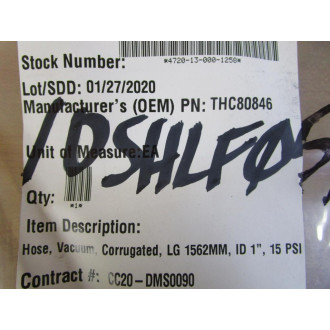 Stock Number:
*4720-13-000-1258*
Lot/SDD: 01/27/2020
Manufacturer's (OEM) PN: THC80846
Unit of Measure:EA
Qty:
*1*
Item Description:
Hose, Vacuum, Corrugated, LG 1562MM, ID 1", 15 PSI
Contract #: CC20-DMS0090